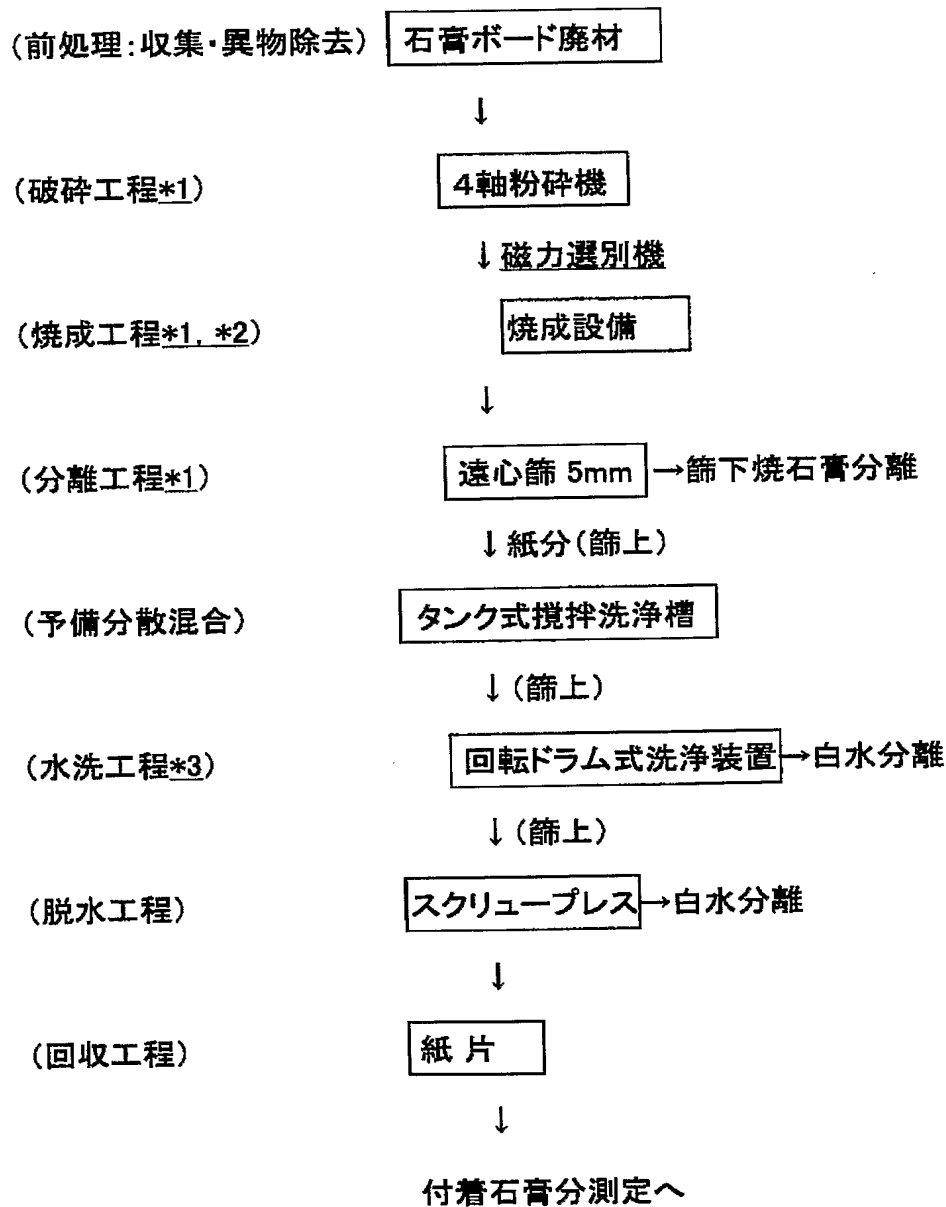 (前処理:収集・異物除去) 石膏ボード廃材
↓
(破砕工程*1) 4軸粉砕機
↓磁力選別機
(焼成工程*1, *2) 焼成設備
↓
(分離工程*1) 遠心篩 5mm →篩下焼石膏分離
↓紙分(篩上)
(予備分散混合) タンク式撹拌洗浄槽
↓(篩上)
(水洗工程*3) 回転ドラム式洗浄装置→白水分離
↓(篩上)
(脱水工程) スクリュープレス→白水分離
↓
(回収工程) 紙 片
↓
付着石膏分測定へ